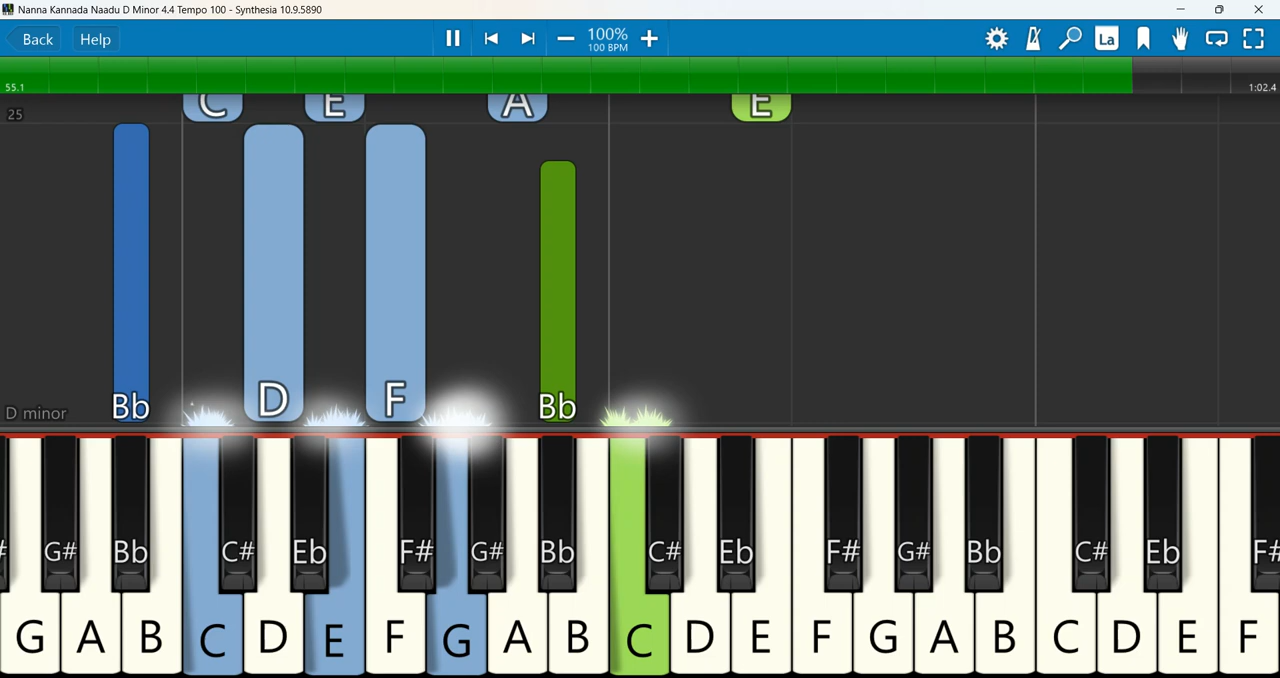 Nanna Kannada Naadu D Minor 4.4 Tempo 100 - Synthesia 10.9.5890
Back Help 100% La
100 BPM
55.1 1:02.4
25 C E A E
D minor Bb D F Bb
G# Bb C# Eb F# G# Bb C# Eb F# G# Bb C# Eb F#
G A B C D E F G A B C D E F G A B C D E F